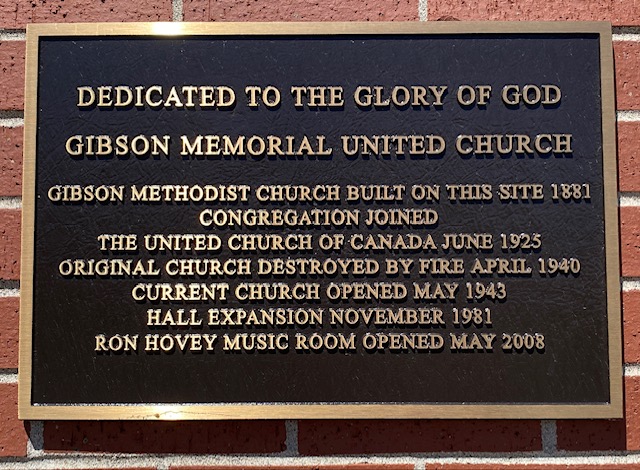 DEDICATED TO THE GLORY OF GOD
GIBSON MEMORIAL UNITED CHURCH
GIBSON METHODIST CHURCH BUILT ON THIS SITE 1881
CONGREGATION JOINED
THE UNITED CHURCH OF CANADA JUNE 1925
ORIGINAL CHURCH DESTROYED BY FIRE APRIL 1940
CURRENT CHURCH OPENED MAY 1943
HALL EXPANSION NOVEMBER 1981
RON HOVEY MUSIC ROOM OPENED MAY 2008